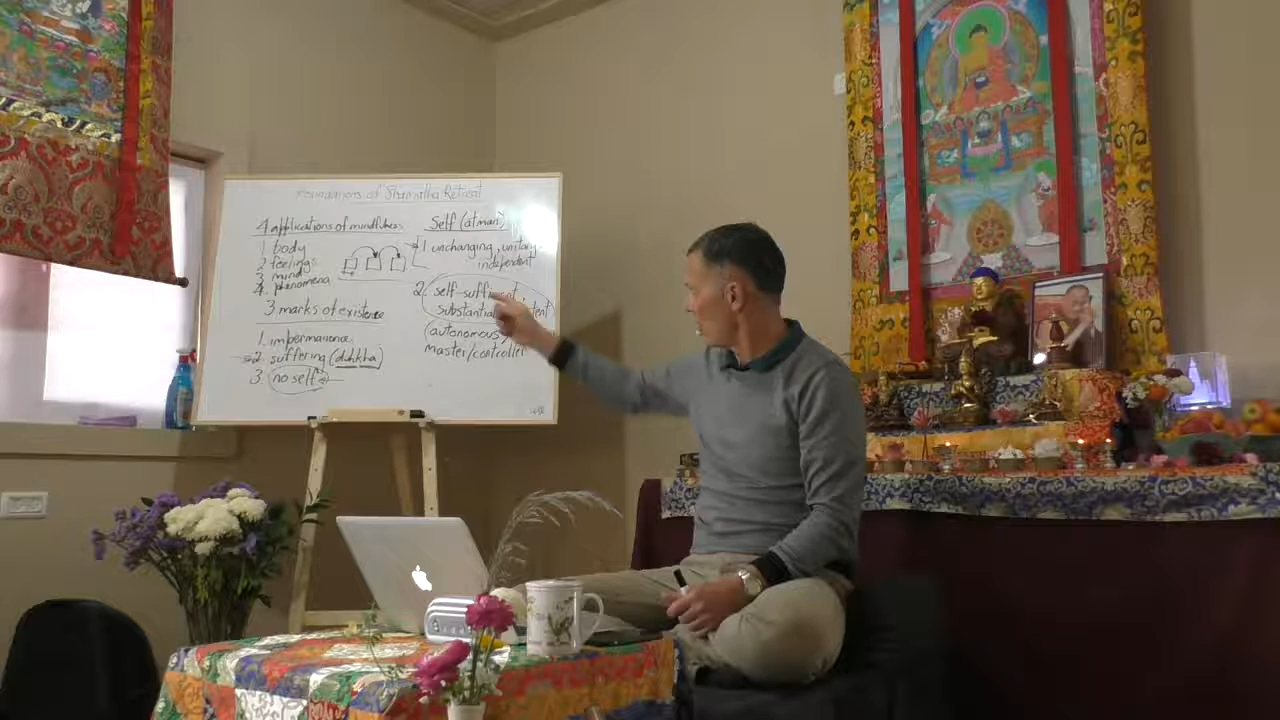 Foundations of Shamatha Retreat
4 applications of mindfulness
1 body
2 feelings
3 mind
4. phenomena
3 marks of existence
1. impermanence
2. suffering (duhkha)
3. no self
Self (atman)
1. unchanging, unitary,
independent
2. self-sufficient,
(autonomous)
master/controller